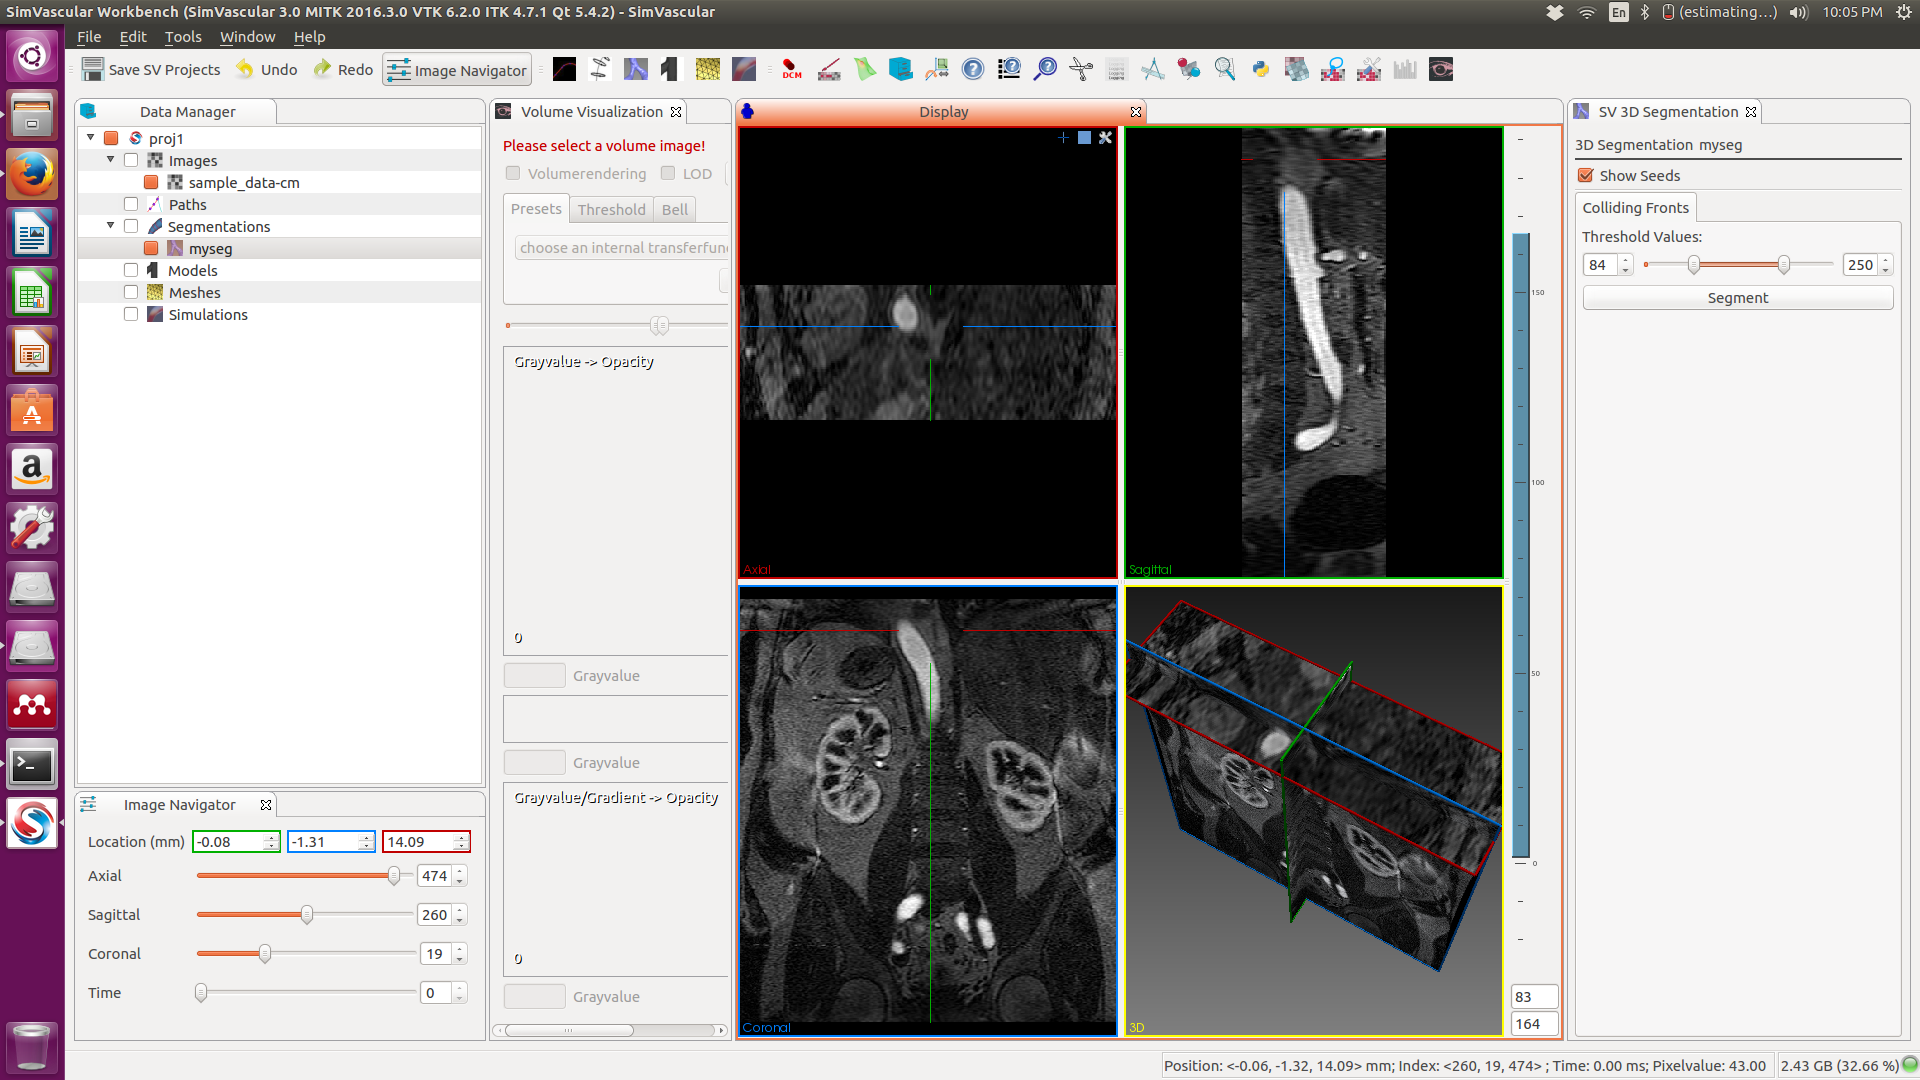 SimVascular Workbench (SimVascular 3.0 MITK 2016.3.0 VTK 6.2.0 ITK 4.7.1 Qt 5.4.2) - SimVascular
En (estimating...) 10:05 PM
File Edit Tools Window Help
Save SV Projects Undo Redo Image Navigator DCM
Data Manager
proj1
Images
sample_data-cm
Paths
Segmentations
myseg
Models
Meshes
Simulations
Image Navigator
Location (mm) -0.08 -1.31 14.09
Axial 474
Sagittal 260
Coronal 19
Time 0
Volume Visualization
Please select a volume image!
Volumerendering LOD
Presets Threshold Bell
choose an internal transferfun
Grayvalue -> Opacity
0
Grayvalue
Grayvalue
Grayvalue/Gradient -> Opacity
0
Grayvalue
Display
Axial
Sagittal
Coronal
3D
150
100
50
0
83
164
SV 3D Segmentation
3D Segmentation myseg
Show Seeds
Colliding Fronts
Threshold Values:
84 250
Segment
Position: <-0.06, -1.32, 14.09> mm; Index: <260, 19, 474> ; Time: 0.00 ms; Pixelvalue: 43.00
2.43 GB (32.66 %)